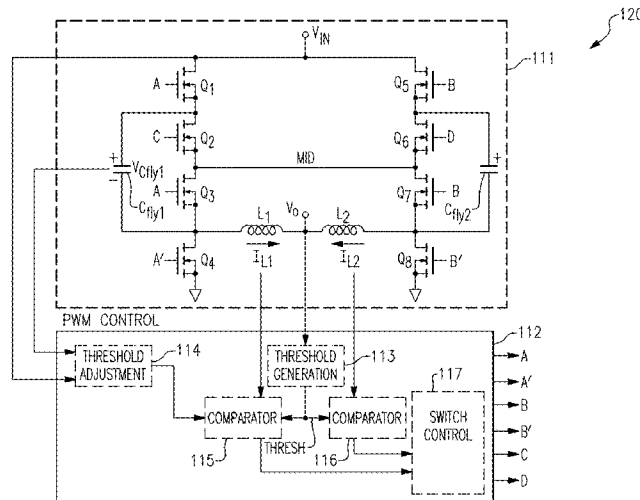 120
V_IN
111
A Q1
Q5 B
C Q2
Q6 D
MID
+
V_Cfly1
−
C_fly1
A Q3
Q7 B
+
C_fly2
L1 V_o L2
I_L1 I_L2
A' Q4
Q8 B'
PWM CONTROL
112
THRESHOLD ADJUSTMENT
114
THRESHOLD GENERATION
113
117
COMPARATOR
115
THRESH
COMPARATOR
116
SWITCH CONTROL
A
A'
B
B'
C
D